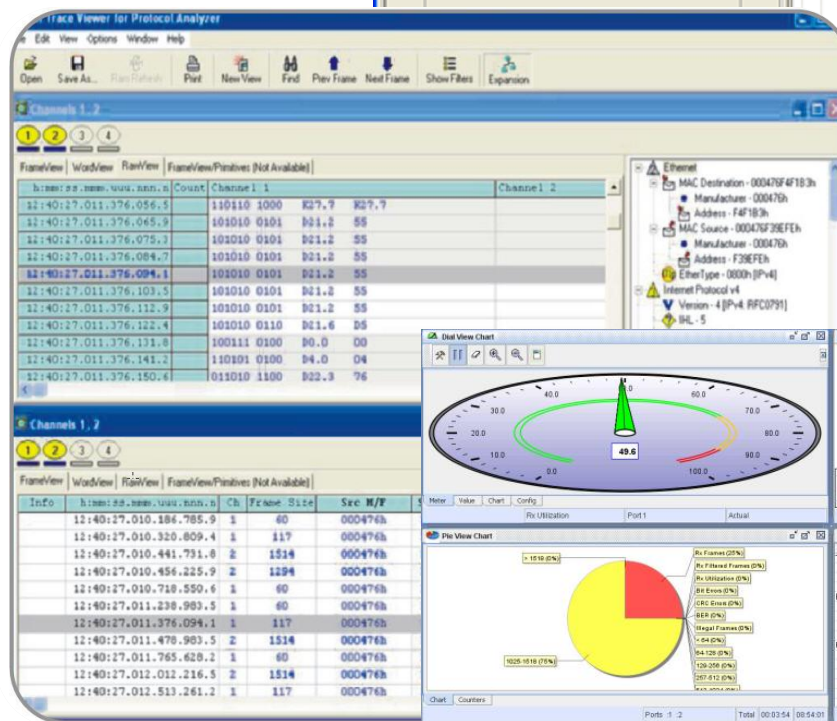 Trace Viewer for Protocol Analyzer
Edit View Options Window Help
Open Save As... Print New View Find Prev Frame Next Frame Show Filters Expansion
Channels 1, 2
1 2 3 4
FrameView WordView RawView FrameView/Primitives [Not Available]
h:mm:ss.mmm.uuu.nnn.n Count Channel 1 Channel 2
12:40:27.011.376.056.5 110110 1000 K27.7 K27.7
12:40:27.011.376.065.9 101010 0101 D21.2 55
12:40:27.011.376.075.3 101010 0101 D21.2 55
12:40:27.011.376.084.7 101010 0101 D21.2 55
12:40:27.011.376.094.1 101010 0101 D21.2 55
12:40:27.011.376.103.5 101010 0101 D21.2 55
12:40:27.011.376.112.9 101010 0101 D21.2 55
12:40:27.011.376.122.4 101010 0110 D21.6 D5
12:40:27.011.376.131.8 100111 0100 D0.0 00
12:40:27.011.376.141.2 110101 0100 D4.0 04
12:40:27.011.376.150.6 011010 1100 D22.3 76
Ethernet
MAC Destination - 000476F4F1B3h
Manufacturer - 000476h
Address - F4F1B3h
MAC Source - 000476F39EFEh
Manufacturer - 000476h
Address - F39EFEh
EtherType - 0800h [IPv4]
Internet Protocol v4
Version - 4 [IPv4: RFC0791]
IHL - 5
Channels 1, 2
1 2 3 4
FrameView WordView RawView FrameView/Primitives [Not Available]
Info h:mm:ss.mmm.uuu.nnn.n Ch Frame Size Src M/F
12:40:27.010.186.785.9 1 60 000476h
12:40:27.010.320.809.4 1 117 000476h
12:40:27.010.441.731.8 2 1514 000476h
12:40:27.010.456.225.9 2 1294 000476h
12:40:27.010.718.550.6 1 60 000476h
12:40:27.011.238.983.5 1 60 000476h
12:40:27.011.376.094.1 1 117 000476h
12:40:27.011.478.983.5 2 1514 000476h
12:40:27.011.765.628.2 1 60 000476h
12:40:27.012.012.216.5 2 1514 000476h
12:40:27.012.513.261.2 1 117 000476h
Dial View Chart
0.0 10.0 20.0 30.0 40.0 60.0 70.0 80.0 90.0 100.0
49.6
Meter Value Chart Config
Rx Utilization Port 1 Actual
Pie View Chart
> 1518 (0%)
1025-1518 (75%)
Rx Frames (25%)
Rx Filtered Frames (0%)
Rx Utilization (0%)
Bit Errors (0%)
CRC Errors (0%)
BER (0%)
Illegal Frames (0%)
< 64 (0%)
64-128 (0%)
129-256 (0%)
257-512 (0%)
Chart Counters
Ports :1 :2 Total 00:03:54 08:54:01